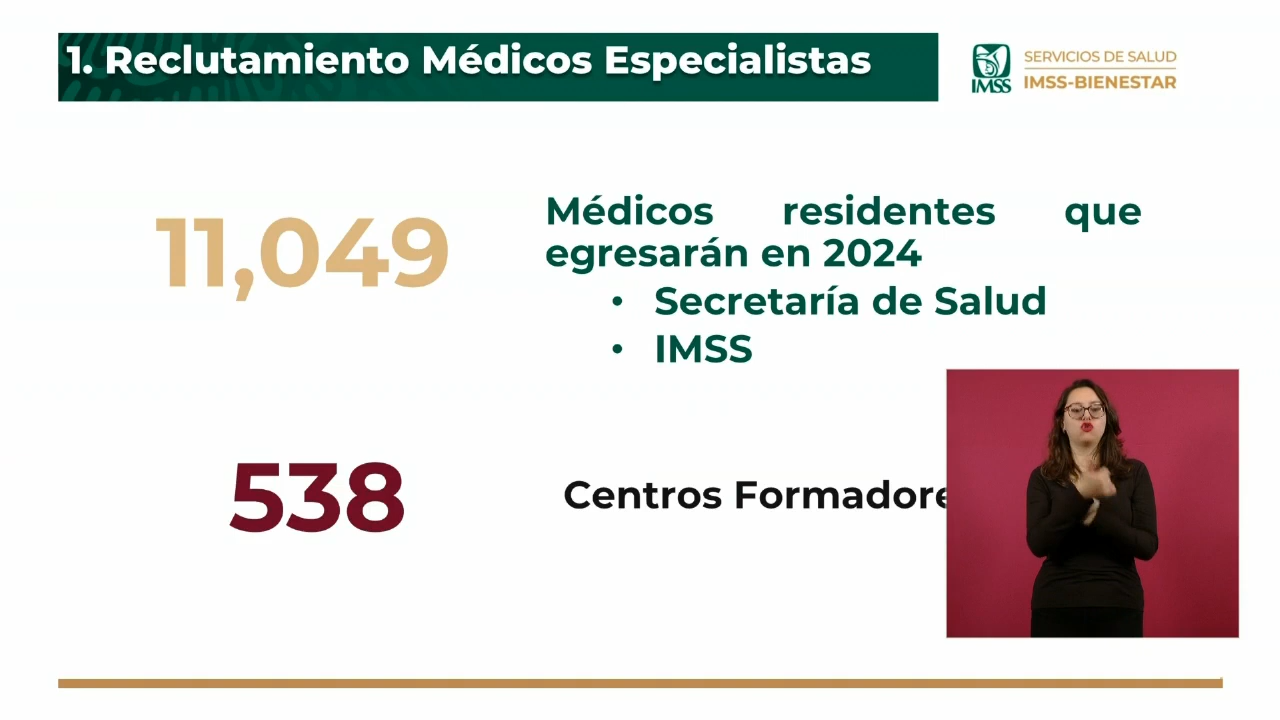 1. Reclutamiento Médicos Especialistas
IMSS
SERVICIOS DE SALUD
IMSS-BIENESTAR
11,049
Médicos residentes que
egresarán en 2024
• Secretaría de Salud
• IMSS
538
Centros Formadore